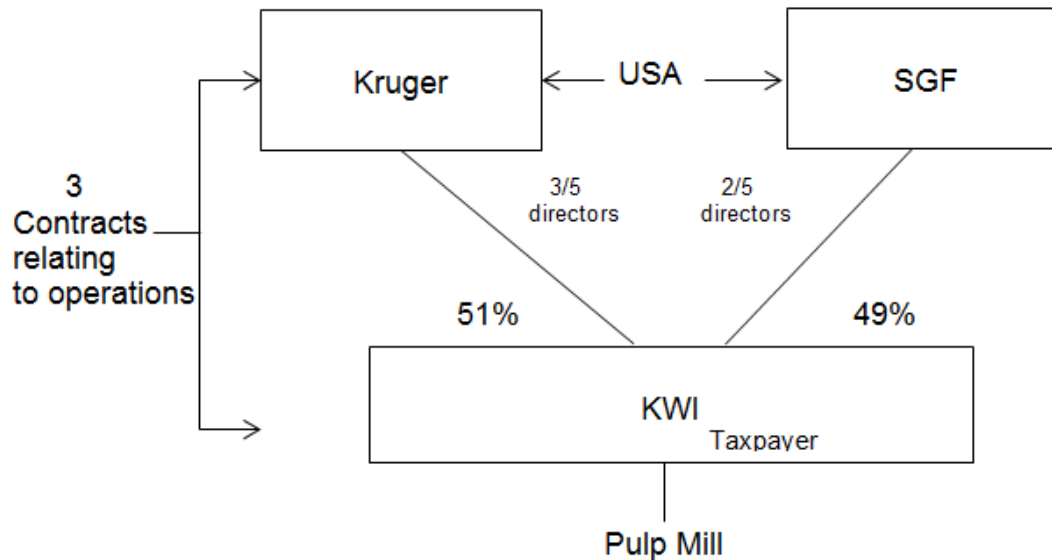 Kruger
USA
SGF
3
Contracts
relating
to operations
3/5
directors
2/5
directors
51%
49%
KWI
Taxpayer
Pulp Mill